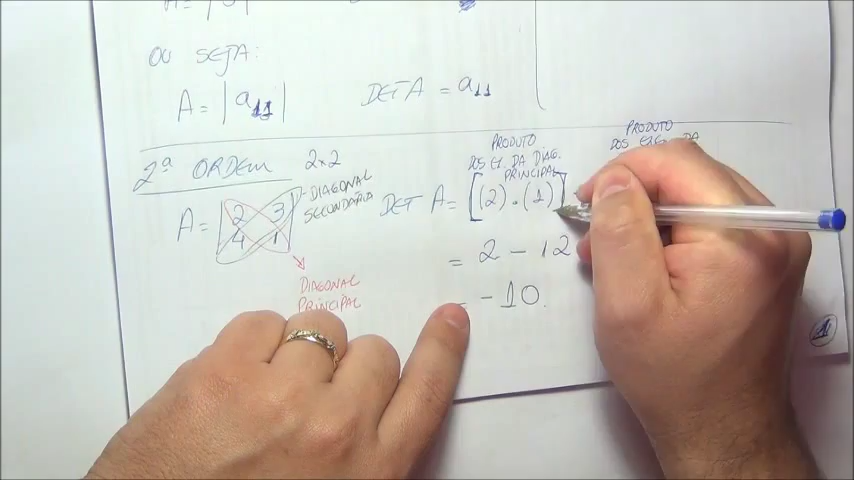 OU SEJA:
A = |a11|    DET A = a11
2ª ORDEM    2x2
PRODUTO
DOS EL. DA DIAG.
PRINCIPAL
PRODUTO
A = |2 3|
|4 1|
DIAGONAL
SECUNDÁRIA
DET A = [(2).(1)]
= 2 - 12
= -10.
DIAGONAL
PRINCIPAL